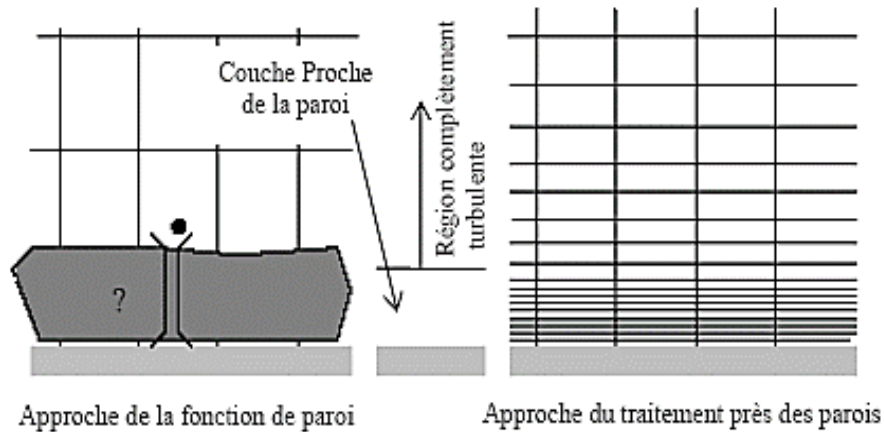 Couche Proche
de la paroi
Région complètement
turbulente
?
Approche de la fonction de paroi
Approche du traitement près des parois